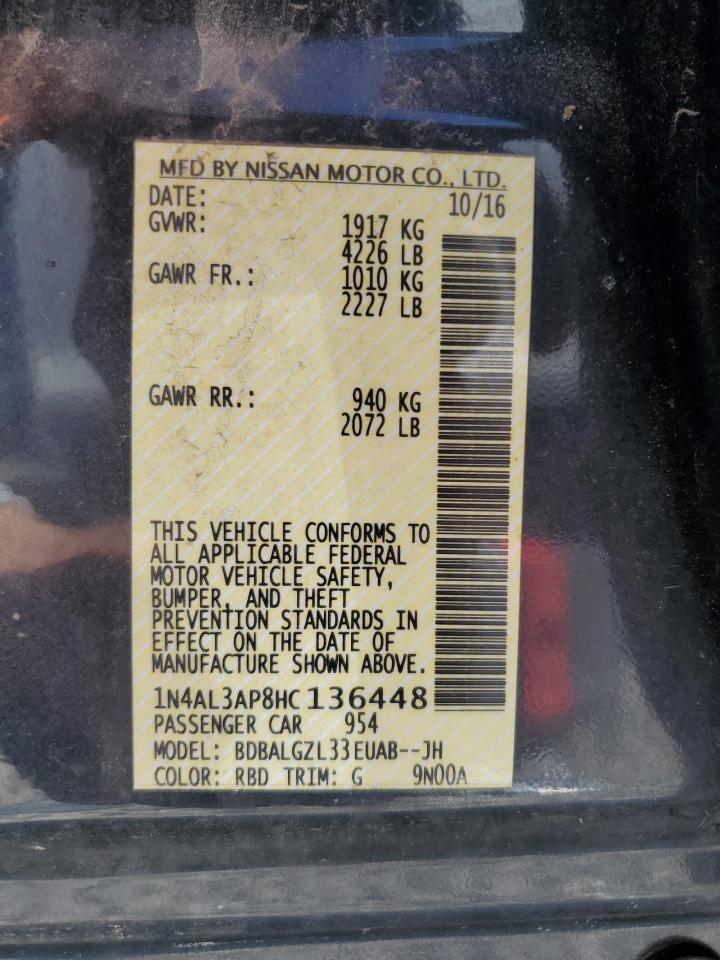 MFD BY NISSAN MOTOR CO., LTD.
DATE: 10/16
GVWR: 1917 KG
4226 LB
GAWR FR.: 1010 KG
2227 LB
GAWR RR.: 940 KG
2072 LB
THIS VEHICLE CONFORMS TO
ALL APPLICABLE FEDERAL
MOTOR VEHICLE SAFETY,
BUMPER, AND THEFT
PREVENTION STANDARDS IN
EFFECT ON THE DATE OF
MANUFACTURE SHOWN ABOVE.
1N4AL3AP8HC136448
PASSENGER CAR 954
MODEL: BDBALGZL33EUAB--JH
COLOR: RBD TRIM: G 9N00A